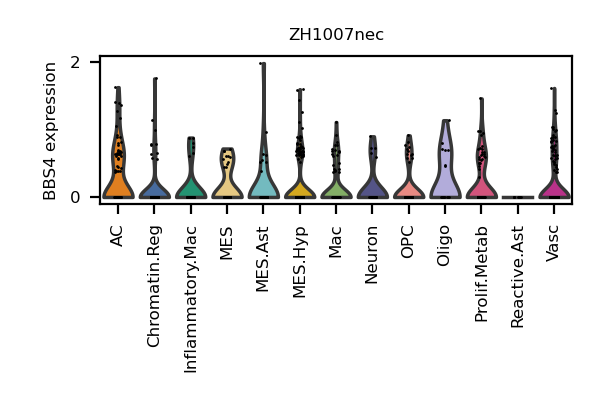 ZH1007nec
BBS4 expression
2
0
AC
Chromatin.Reg
Inflammatory.Mac
MES
MES.Ast
MES.Hyp
Mac
Neuron
OPC
Oligo
Prolif.Metab
Reactive.Ast
Vasc